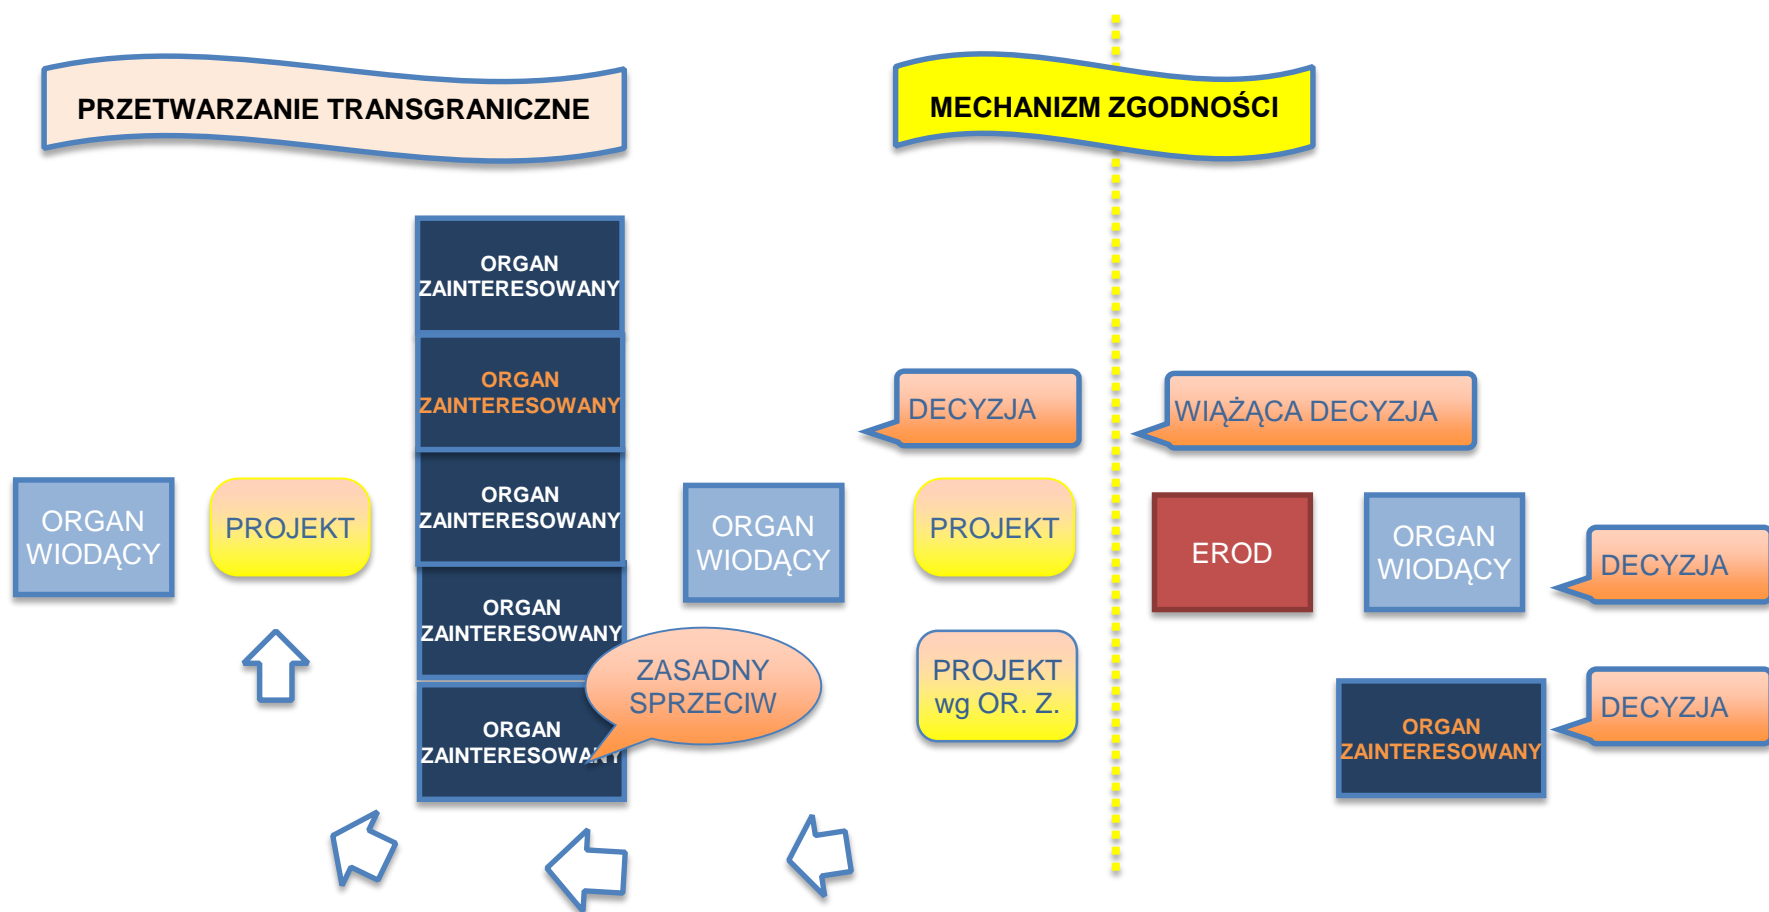 PRZETWARZANIE TRANSGRANICZNE
MECHANIZM ZGODNOŚCI
ORGAN
ZAINTERESOWANY
ORGAN
ZAINTERESOWANY
ORGAN
ZAINTERESOWANY
ORGAN
ZAINTERESOWANY
ORGAN
ZAINTERESOWANY
ORGAN
WIODĄCY
PROJEKT
ZASADNY
SPRZECIW
ORGAN
WIODĄCY
DECYZJA
PROJEKT
PROJEKT
wg OR. Z.
WIĄŻĄCA DECYZJA
EROD
ORGAN
WIODĄCY
DECYZJA
ORGAN
ZAINTERESOWANY
DECYZJA